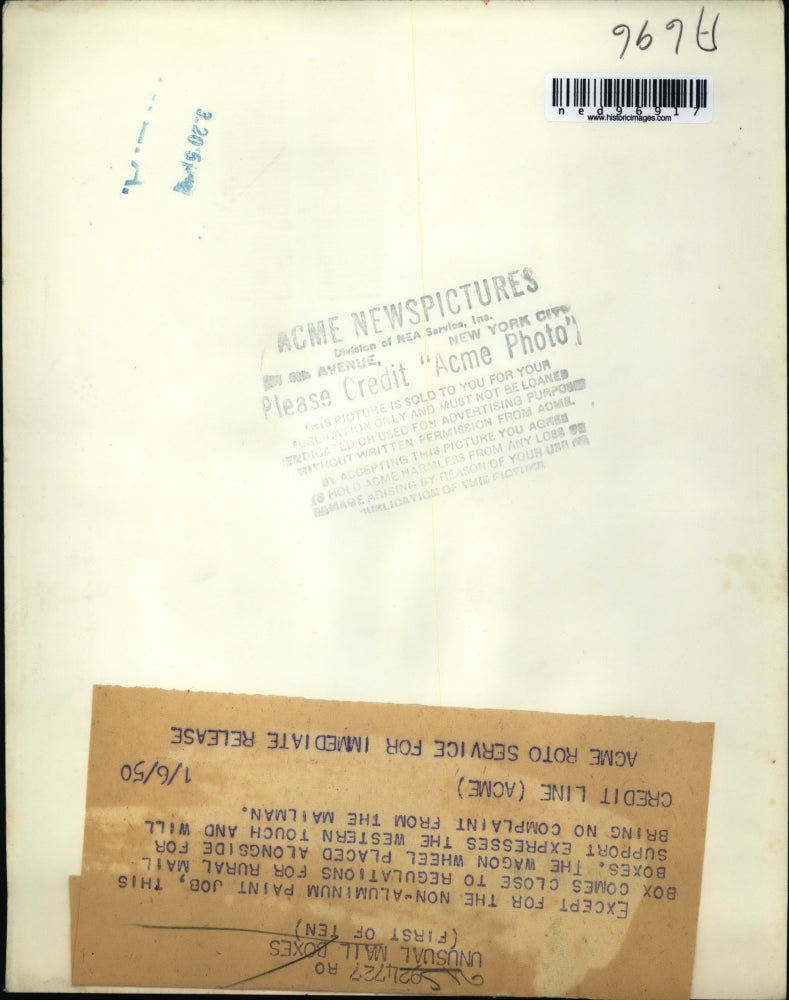 A696
ned96917
www.historicimages.com
ACME NEWSPICTURES
Division of NEA Service, Inc.
AVENUE, NEW YORK CITY
Please Credit "Acme Photo"
THIS PICTURE IS SOLD TO YOU FOR YOUR
PUBLICATION ONLY AND MUST NOT BE LOANED
OR USED FOR ADVERTISING PURPOSES
WITHOUT WRITTEN PERMISSION FROM ACME.
BY ACCEPTING THIS PICTURE YOU AGREE
TO HOLD ACME HARMLESS FROM ANY LOSS OR
DAMAGE ARISING BY REASON OF YOUR USE OR
PUBLICATION OF THIS PICTURE.
RO
UNUSUAL MAIL BOXES
(FIRST OF TEN)
EXCEPT FOR THE NON-ALUMINUM PAINT JOB, THIS
BOX COMES CLOSE TO REGULATIONS FOR RURAL MAIL
BOXES. THE WAGON WHEEL PLACED ALONGSIDE FOR
SUPPORT EXPRESSES THE WESTERN TOUCH AND WILL
BRING NO COMPLAINT FROM THE MAILMAN.
CREDIT LINE (ACME) 1/6/50
ACME ROTO SERVICE FOR IMMEDIATE RELEASE